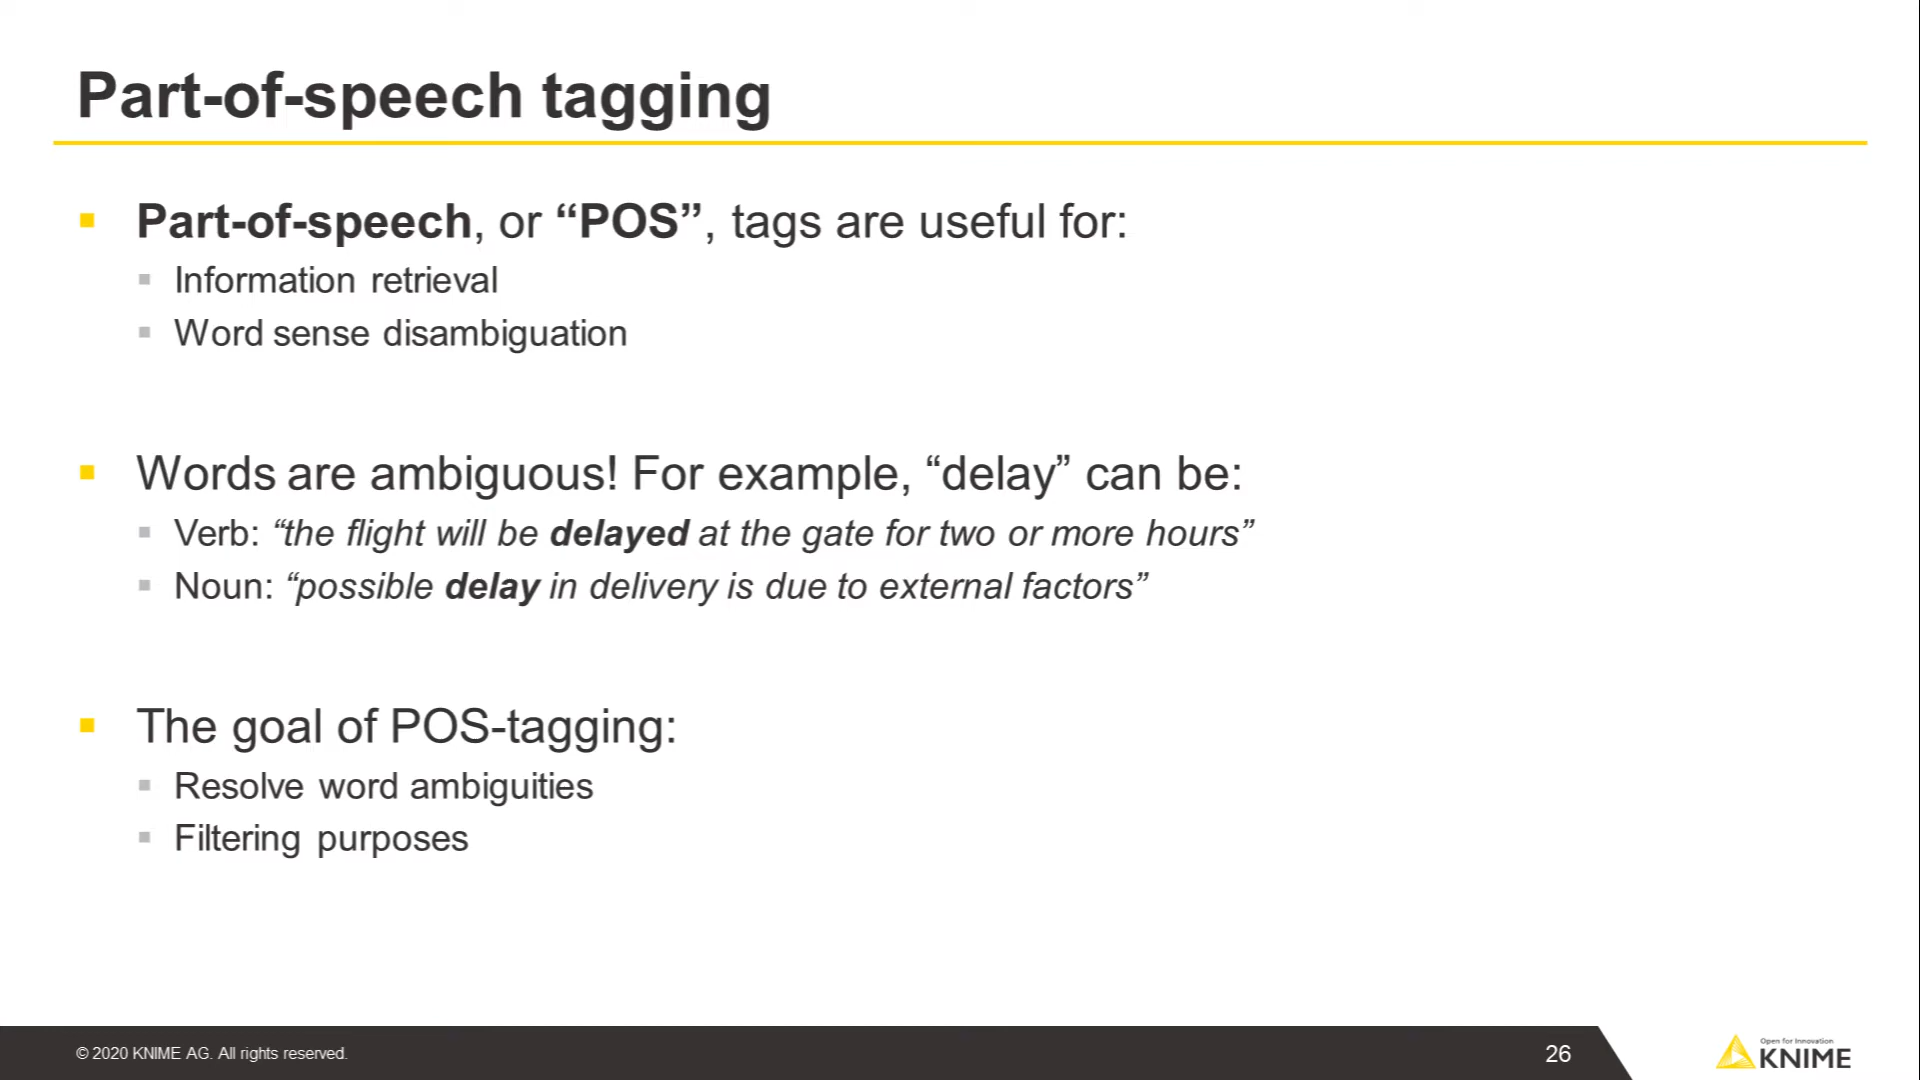 Part-of-speech tagging
Part-of-speech, or “POS”, tags are useful for:
Information retrieval
Word sense disambiguation
Words are ambiguous! For example, “delay” can be:
Verb: “the flight will be delayed at the gate for two or more hours”
Noun: “possible delay in delivery is due to external factors”
The goal of POS-tagging:
Resolve word ambiguities
Filtering purposes
© 2020 KNIME AG. All rights reserved.
26
Open for Innovation
KNIME